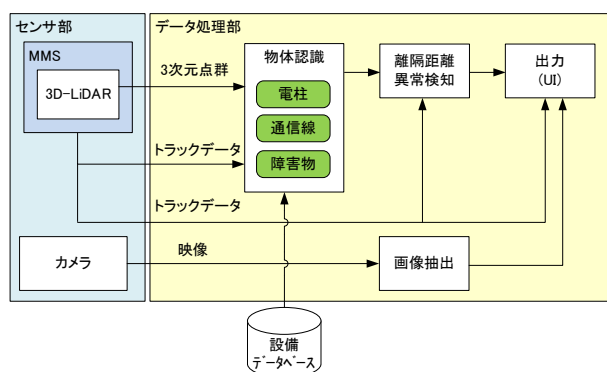 センサ部
データ処理部
MMS
3D-LiDAR
3次元点群
物体認識
電柱
通信線
障害物
離隔距離
異常検知
出力
(UI)
トラックデータ
トラックデータ
カメラ
映像
画像抽出
設備
ﾃﾞｰﾀﾍﾞｰｽ